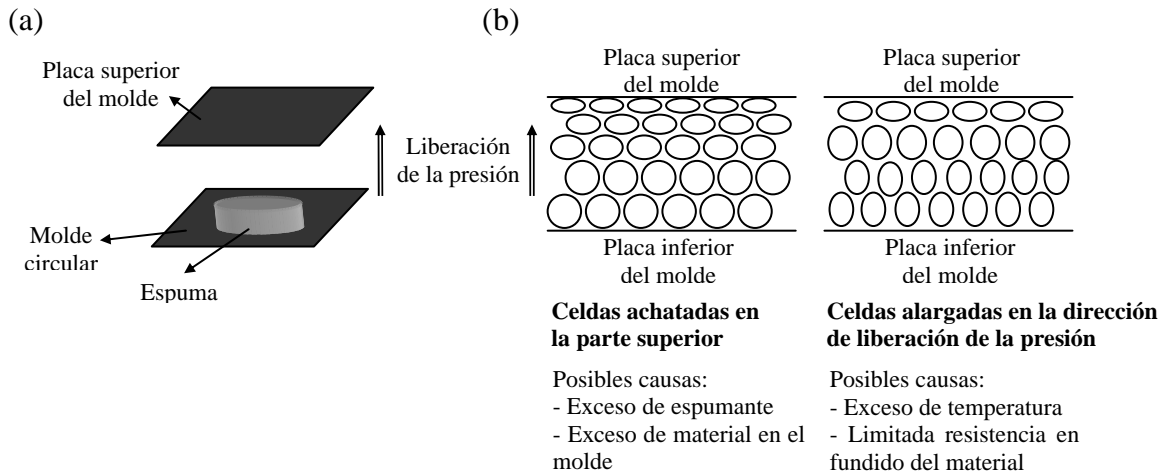 (a)
Placa superior
del molde
Liberación
de la presión
Molde
circular
Espuma
(b)
Placa superior
del molde
Placa inferior
del molde
Celdas achatadas en
la parte superior
Posibles causas:
- Exceso de espumante
- Exceso de material en el
molde
Placa superior
del molde
Placa inferior
del molde
Celdas alargadas en la dirección
de liberación de la presión
Posibles causas:
- Exceso de temperatura
- Limitada resistencia en
fundido del material